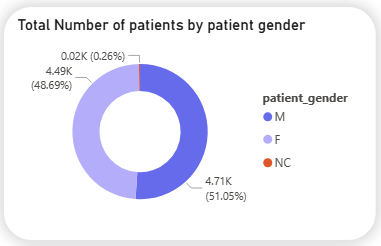 Total Number of patients by patient gender
0.02K (0.26%)
4.49K
(48.69%)
patient_gender
M
F
NC
4.71K
(51.05%)